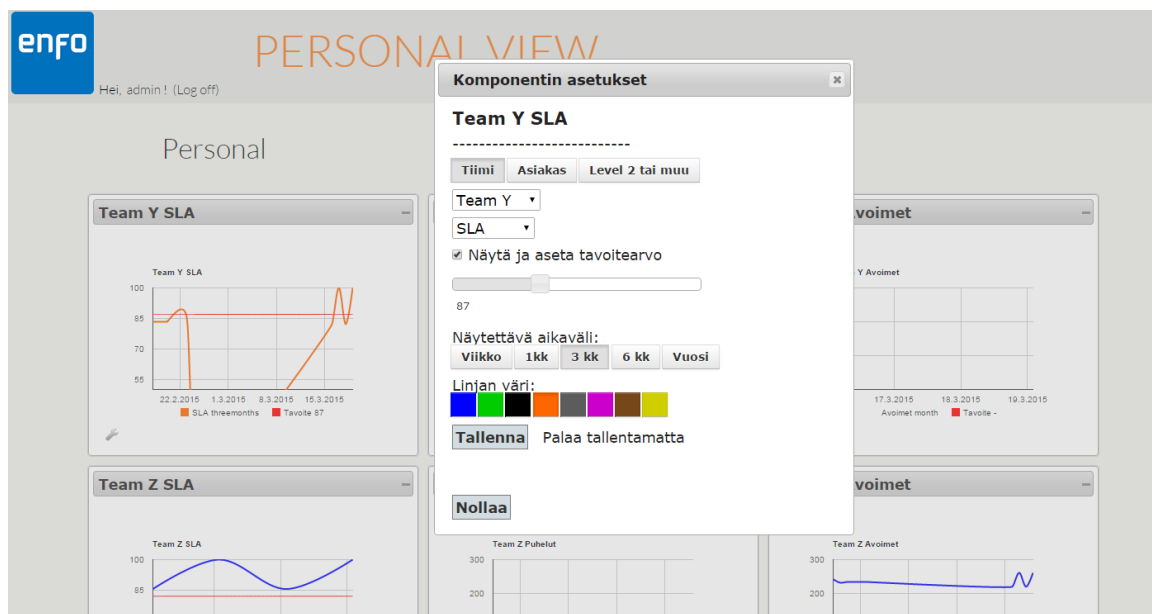 enfo
PERSONAL VIEW
Hei, admin ! (Log off)
Personal
Komponentin asetukset
Team Y SLA
---------------------------
Tiimi Asiakas Level 2 tai muu
Team Y
SLA
Näytä ja aseta tavoitearvo
87
Näytettävä aikaväli:
Viikko 1kk 3 kk 6 kk Vuosi
Linjan väri:
Tallenna Palaa tallentamatta
Nollaa
Team Y SLA
Team Y SLA
100
85
70
55
22.2.2015 1.3.2015 8.3.2015 15.3.2015
SLA threemonths Tavoite 87
voimet
Y Avoimet
17.3.2015 18.3.2015 19.3.2015
Avoimet month Tavoite -
Team Z SLA
Team Z SLA
100
85
Team Z Puhelut
300
200
voimet
Team Z Avoimet
300
200